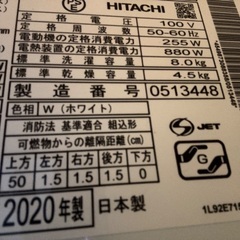 HITACHI
定格電圧 100V
定格周波数 50-60Hz
電動機の定格消費電力 255W
電熱装置の定格消費電力 880W
標準洗濯容量 8.0kg
標準乾燥容量 4.5kg
製造番号 0513448
色相 W(ホワイト)
消防法 基準適合 組込形
可燃物からの離隔距離(cm)
上方 左方 右方 後方 下方
50 1.5 1.5 1.5 0
JET
G
2020年製 日本製
1L92E715